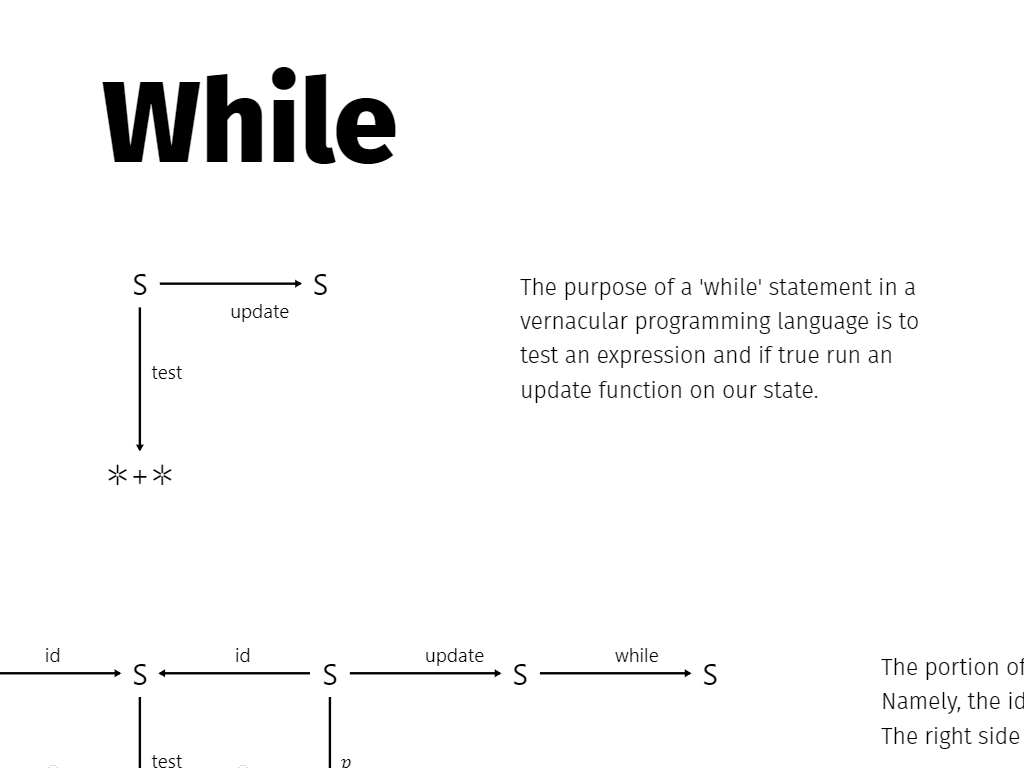 While
S S
update
test
*+*
The purpose of a 'while' statement in a
vernacular programming language is to
test an expression and if true run an
update function on our state.
id id update while
S S S S
test
The portion of
Namely, the id
The right side